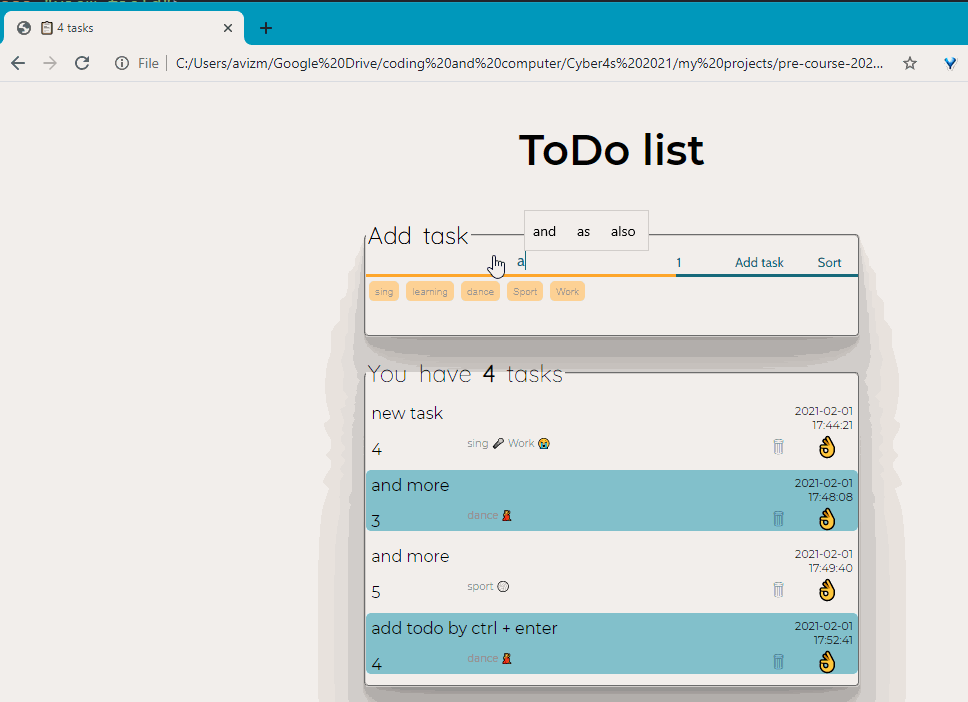 4 tasks
File C:/Users/avizm/Google%20Drive/coding%20and%20computer/Cyber4s%202021/my%20projects/pre-course-202...
ToDo list
Add task
and as also
a 1 Add task Sort
sing learning dance Sport Work
You have 4 tasks
new task 2021-02-01
17:44:21
4 sing Work
and more 2021-02-01
17:48:08
3 dance
and more 2021-02-01
17:49:40
5 sport
add todo by ctrl + enter 2021-02-01
17:52:41
4 dance